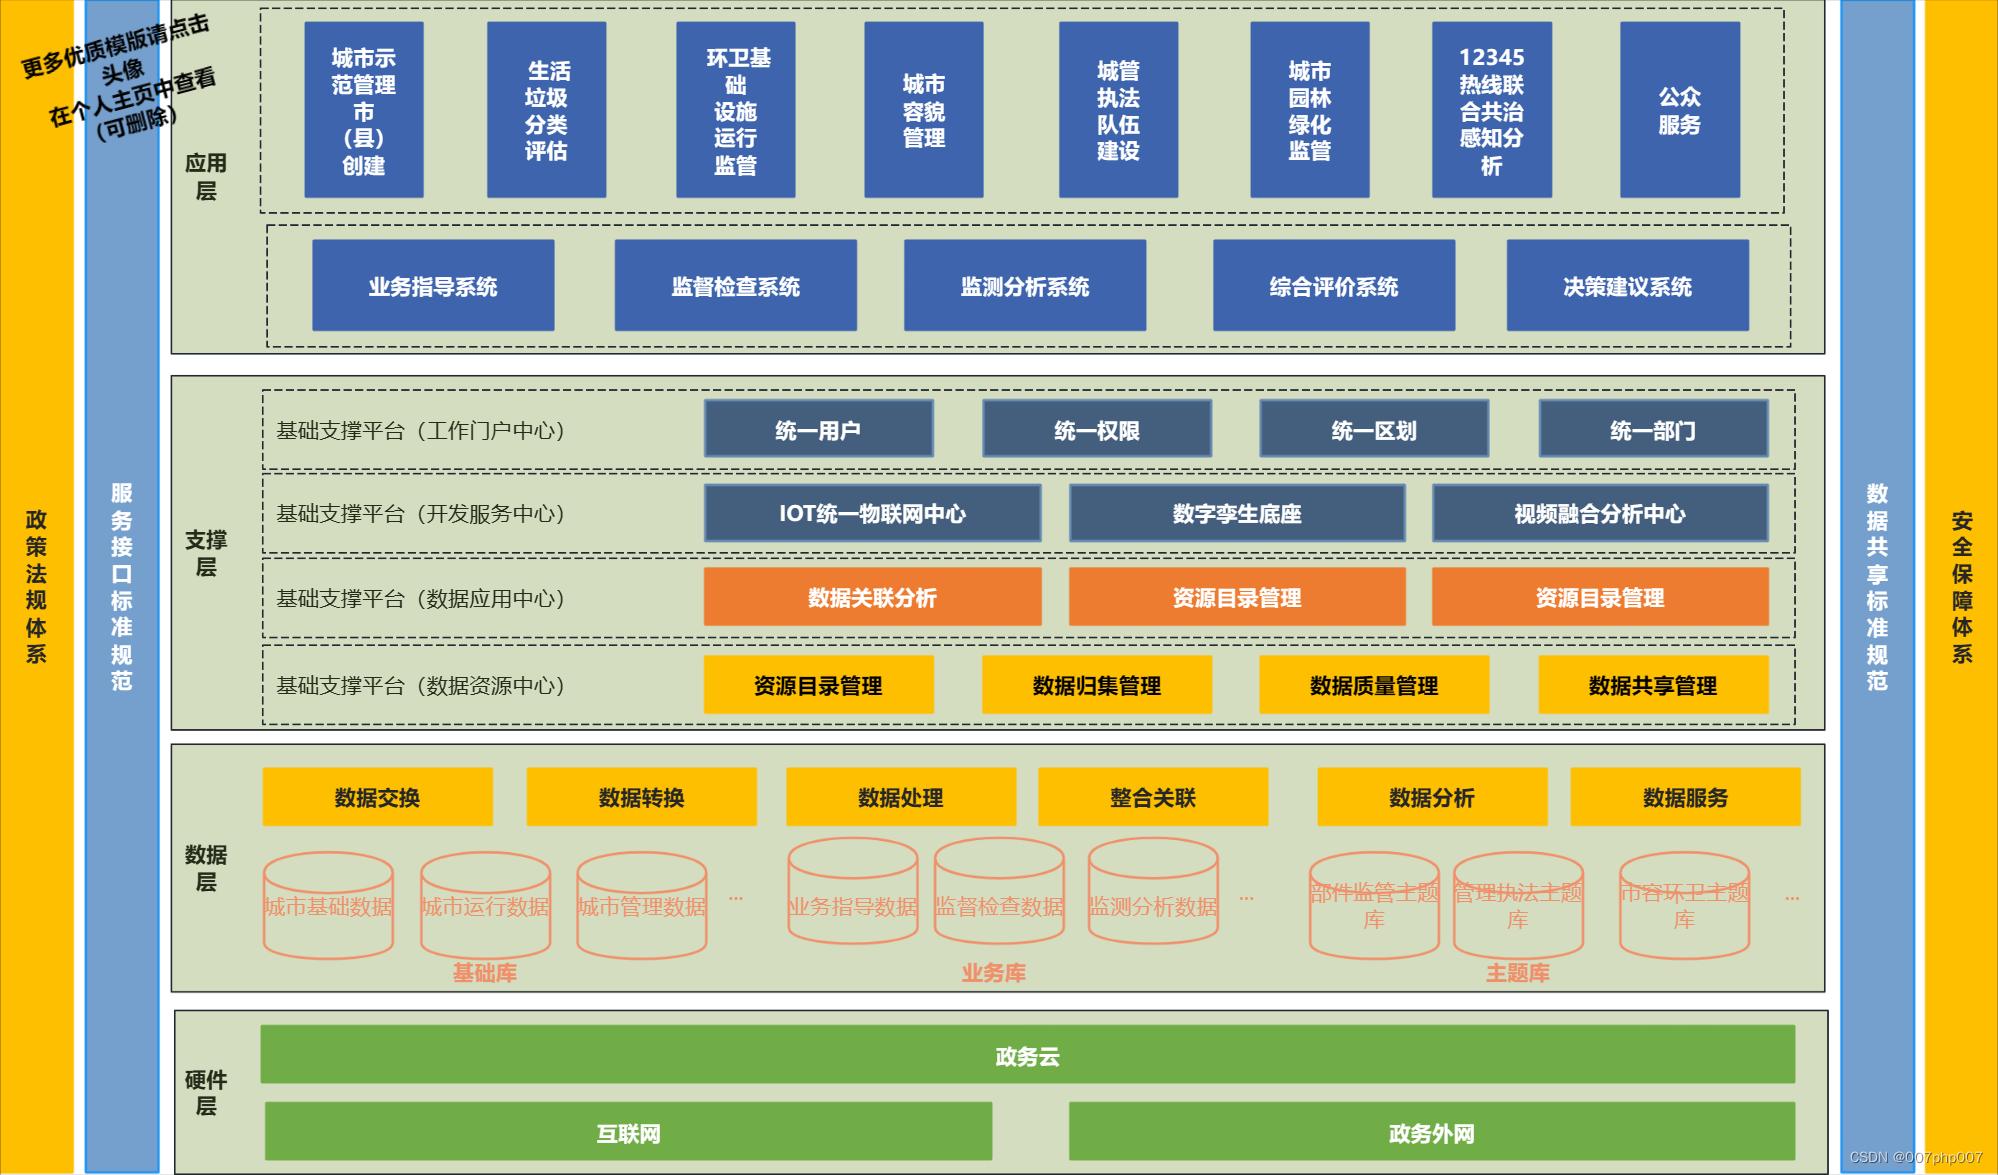 更多优质模版请点击
头像
在个人主页中查看
(可删除)
应用
层
城市示
范管理
市
（县）
创建
生活
垃圾
分类
评估
环卫基
础
设施
运行
监管
城市
容貌
管理
城管
执法
队伍
建设
城市
园林
绿化
监管
12345
热线联
合共治
感知分
析
公众
服务
业务指导系统
监督检查系统
监测分析系统
综合评价系统
决策建议系统
政策法规体系
服务接口标准规范
支撑
层
基础支撑平台（工作门户中心）
统一用户
统一权限
统一区划
统一部门
基础支撑平台（开发服务中心）
IOT统一物联网中心
数字孪生底座
视频融合分析中心
基础支撑平台（数据应用中心）
数据关联分析
资源目录管理
资源目录管理
基础支撑平台（数据资源中心）
资源目录管理
数据归集管理
数据质量管理
数据共享管理
数据共享标准规范
安全保障体系
数据
层
数据交换
数据转换
数据处理
整合关联
数据分析
数据服务
城市基础数据
城市运行数据
城市管理数据
...
业务指导数据
监督检查数据
监测分析数据
...
部件监管主题
库
管理执法主题
库
市容环卫主题
库
...
基础库
业务库
主题库
硬件
层
政务云
互联网
政务外网
CSDN @007php007